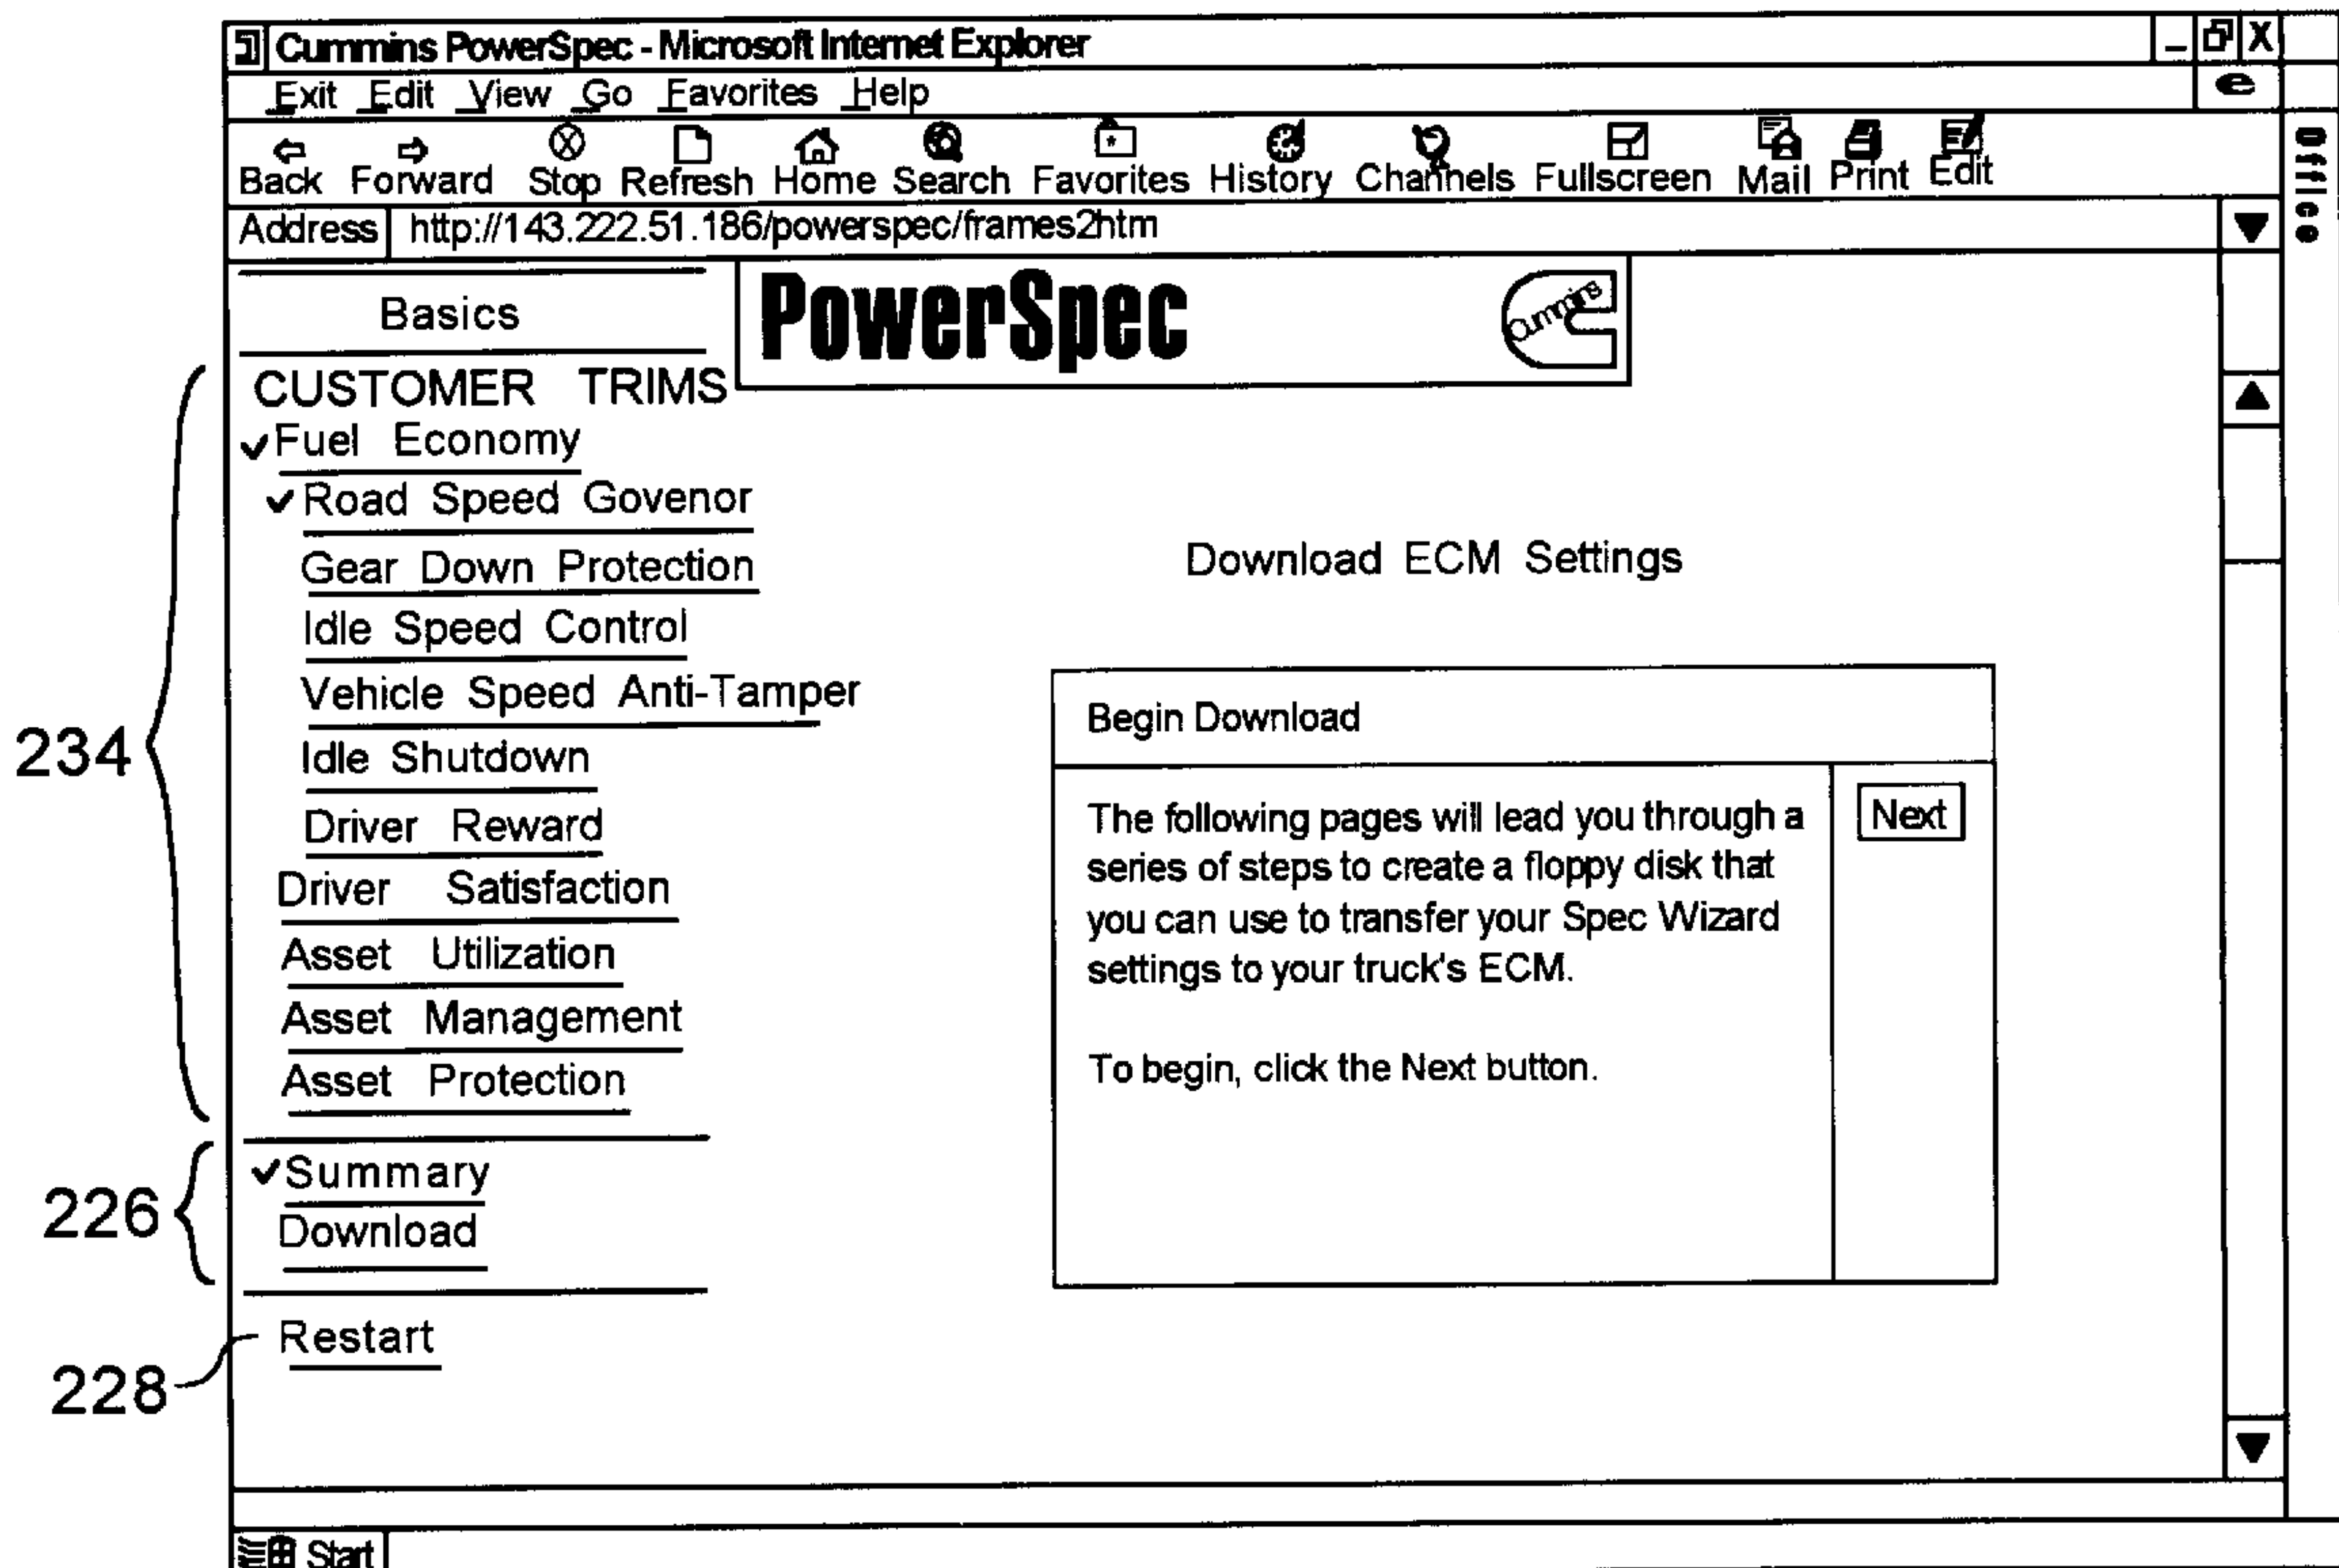 Cummins PowerSpec - Microsoft Internet Explorer
Exit Edit View Go Favorites Help
Back Forward Stop Refresh Home Search Favorites History Channels Fullscreen Mail Print Edit
Office
Address http://143.222.51.186/powerspec/frames2htm
Basics
PowerSpec
Cummins
CUSTOMER TRIMS
✓Fuel Economy
✓Road Speed Govenor
Gear Down Protection
Idle Speed Control
Vehicle Speed Anti-Tamper
Idle Shutdown
Driver Reward
Driver Satisfaction
Asset Utilization
Asset Management
Asset Protection
234
✓Summary
Download
226
Restart
228
Download ECM Settings
Begin Download
The following pages will lead you through a
series of steps to create a floppy disk that
you can use to transfer your Spec Wizard
settings to your truck's ECM.
To begin, click the Next button.
Next
Start